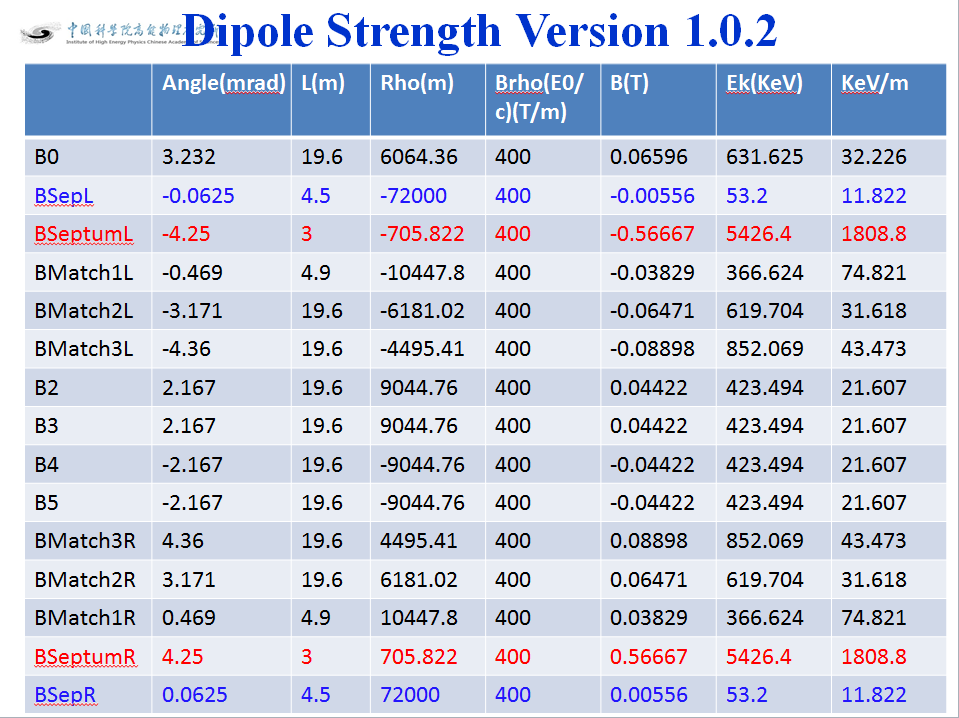 中国科学院高能物理研究所
Institute of High Energy Physics Chinese Academy of Sciences
Dipole Strength Version 1.0.2
Angle(mrad) L(m) Rho(m) Brho(E0/ B(T) Ek(KeV) KeV/m
c)(T/m)
B0 3.232 19.6 6064.36 400 0.06596 631.625 32.226
BSepL -0.0625 4.5 -72000 400 -0.00556 53.2 11.822
BSeptumL -4.25 3 -705.822 400 -0.56667 5426.4 1808.8
BMatch1L -0.469 4.9 -10447.8 400 -0.03829 366.624 74.821
BMatch2L -3.171 19.6 -6181.02 400 -0.06471 619.704 31.618
BMatch3L -4.36 19.6 -4495.41 400 -0.08898 852.069 43.473
B2 2.167 19.6 9044.76 400 0.04422 423.494 21.607
B3 2.167 19.6 9044.76 400 0.04422 423.494 21.607
B4 -2.167 19.6 -9044.76 400 -0.04422 423.494 21.607
B5 -2.167 19.6 -9044.76 400 -0.04422 423.494 21.607
BMatch3R 4.36 19.6 4495.41 400 0.08898 852.069 43.473
BMatch2R 3.171 19.6 6181.02 400 0.06471 619.704 31.618
BMatch1R 0.469 4.9 10447.8 400 0.03829 366.624 74.821
BSeptumR 4.25 3 705.822 400 0.56667 5426.4 1808.8
BSepR 0.0625 4.5 72000 400 0.00556 53.2 11.822